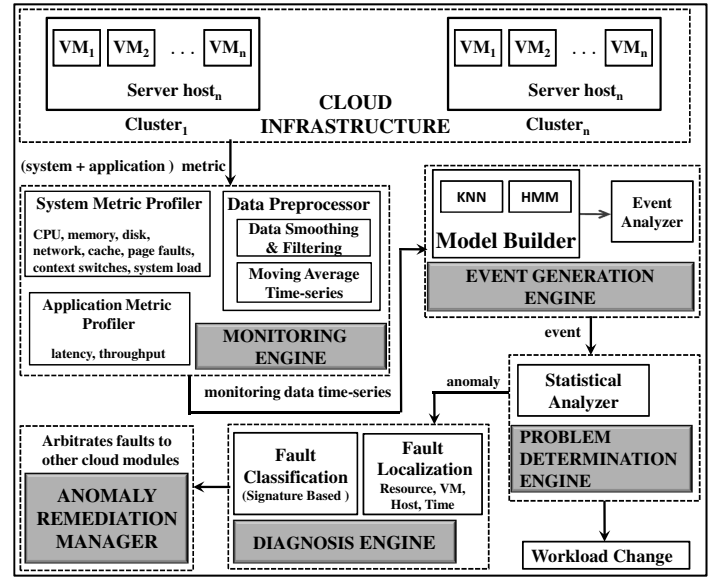 VM1 VM2 . . . VMn
Server hostn
Cluster1
VM1 VM2 . . . VMn
Server hostn
Clustern
CLOUD
INFRASTRUCTURE
(system + application ) metric
System Metric Profiler
CPU, memory, disk,
network, cache, page faults,
context switches, system load
Data Preprocessor
Data Smoothing
& Filtering
Moving Average
Time-series
Application Metric
Profiler
latency, throughput
MONITORING
ENGINE
KNN
HMM
Model Builder
Event
Analyzer
EVENT GENERATION
ENGINE
monitoring data time-series
event
anomaly
Statistical
Analyzer
PROBLEM
DETERMINATION
ENGINE
Arbitrates faults to
other cloud modules
ANOMALY
REMEDIATION
MANAGER
Fault
Classification
(Signature Based )
Fault
Localization
Resource, VM,
Host, Time
DIAGNOSIS ENGINE
Workload Change